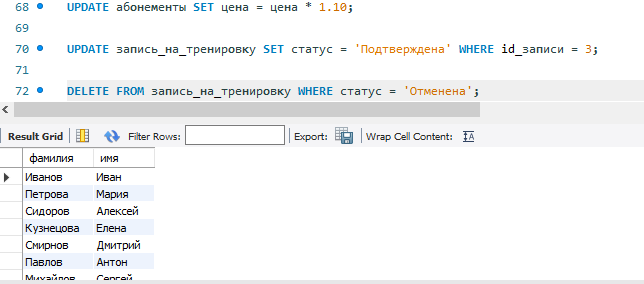 68 UPDATE абонементы SET цена = цена * 1.10;
69
70 UPDATE запись_на_тренировку SET статус = 'Подтверждена' WHERE id_записи = 3;
71
72 DELETE FROM запись_на_тренировку WHERE статус = 'Отменена';
Result Grid Filter Rows: Export: Wrap Cell Content:
фамилия имя
Иванов Иван
Петрова Мария
Сидоров Алексей
Кузнецова Елена
Смирнов Дмитрий
Павлов Антон
Михайлов Сергей